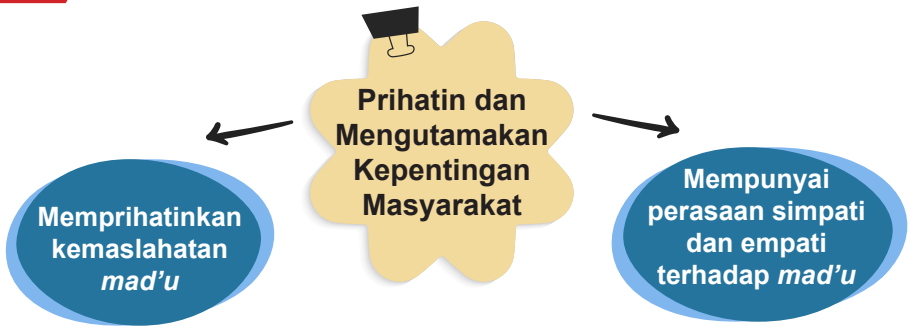 Prihatin dan
Mengutamakan
Kepentingan
Masyarakat
Memprihatinkan
kemaslahatan
mad’u
Mempunyai
perasaan simpati
dan empati
terhadap mad’u